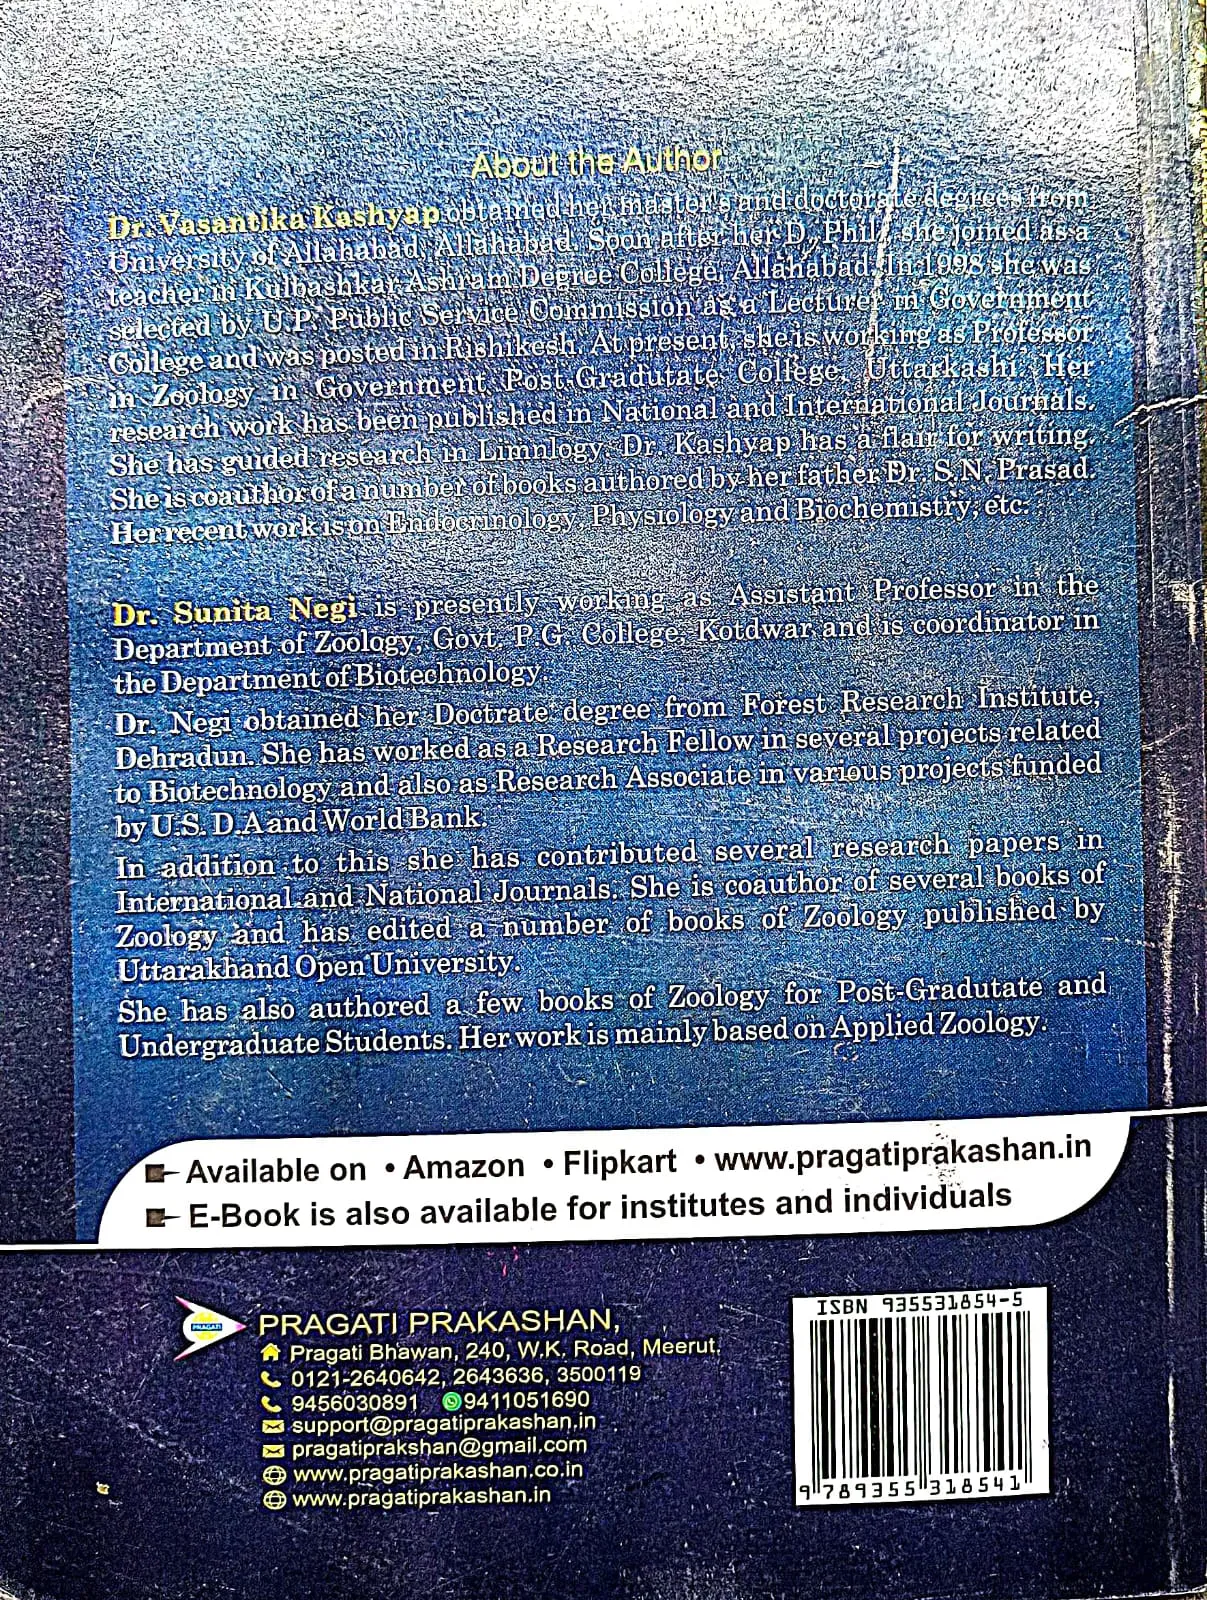 About the Author
Dr. Vasantika Kashyap obtained her master's and doctorate degrees from
University of Allahabad, Allahabad. Soon after her D. Phil., she joined as a
teacher in Kulbashkar Ashram Degree College, Allahabad. In 1998 she was
selected by U.P. Public Service Commission as a Lecturer in Government
College and was posted in Rishikesh. At present, she is working as Professor
in Zoology in Government Post-Gradutate College Uttarkashi. Her
research work has been published in National and International Journals.
She has guided research in Limnlogy. Dr. Kashyap has a flair for writing.
She is coauthor of a number of books authored by her father Dr. S.N. Prasad.
Her recent work is on Endocrinology, Physiology and Biochemistry, etc.
Dr. Sunita Negi is presently working as Assistant Professor in the
Department of Zoology, Govt. P.G. College, Kotdwar and is coordinator in
the Department of Biotechnology.
Dr. Negi obtained her Doctrate degree from Forest Research Institute,
Dehradun. She has worked as a Research Fellow in several projects related
to Biotechnology and also as Research Associate in various projects funded
by U.S. D.A and World Bank.
In addition to this she has contributed several research papers in
International and National Journals. She is coauthor of several books of
Zoology and has edited a number of books of Zoology published by
Uttarakhand Open University.
She has also authored a few books of Zoology for Post-Gradutate and
Undergraduate Students. Her work is mainly based on Applied Zoology.
Available on • Amazon • Flipkart • www.pragatiprakashan.in
E-Book is also available for institutes and individuals
PRAGATI
PRAGATI PRAKASHAN,
Pragati Bhawan, 240, W.K. Road, Meerut.
0121-2640642, 2643636, 3500119
9456030891 9411051690
support@pragatiprakashan.in
pragatiprakshan@gmail.com
www.pragatiprakashan.co.in
www.pragatiprakashan.in
ISBN 935531854-5
9 789355 318541